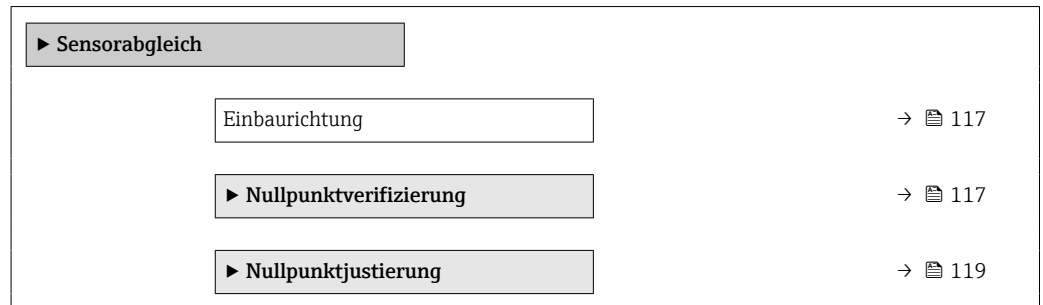 ▶ Sensorabgleich
Einbaurichtung → 117
▶ Nullpunktverifizierung → 117
▶ Nullpunktjustierung → 119